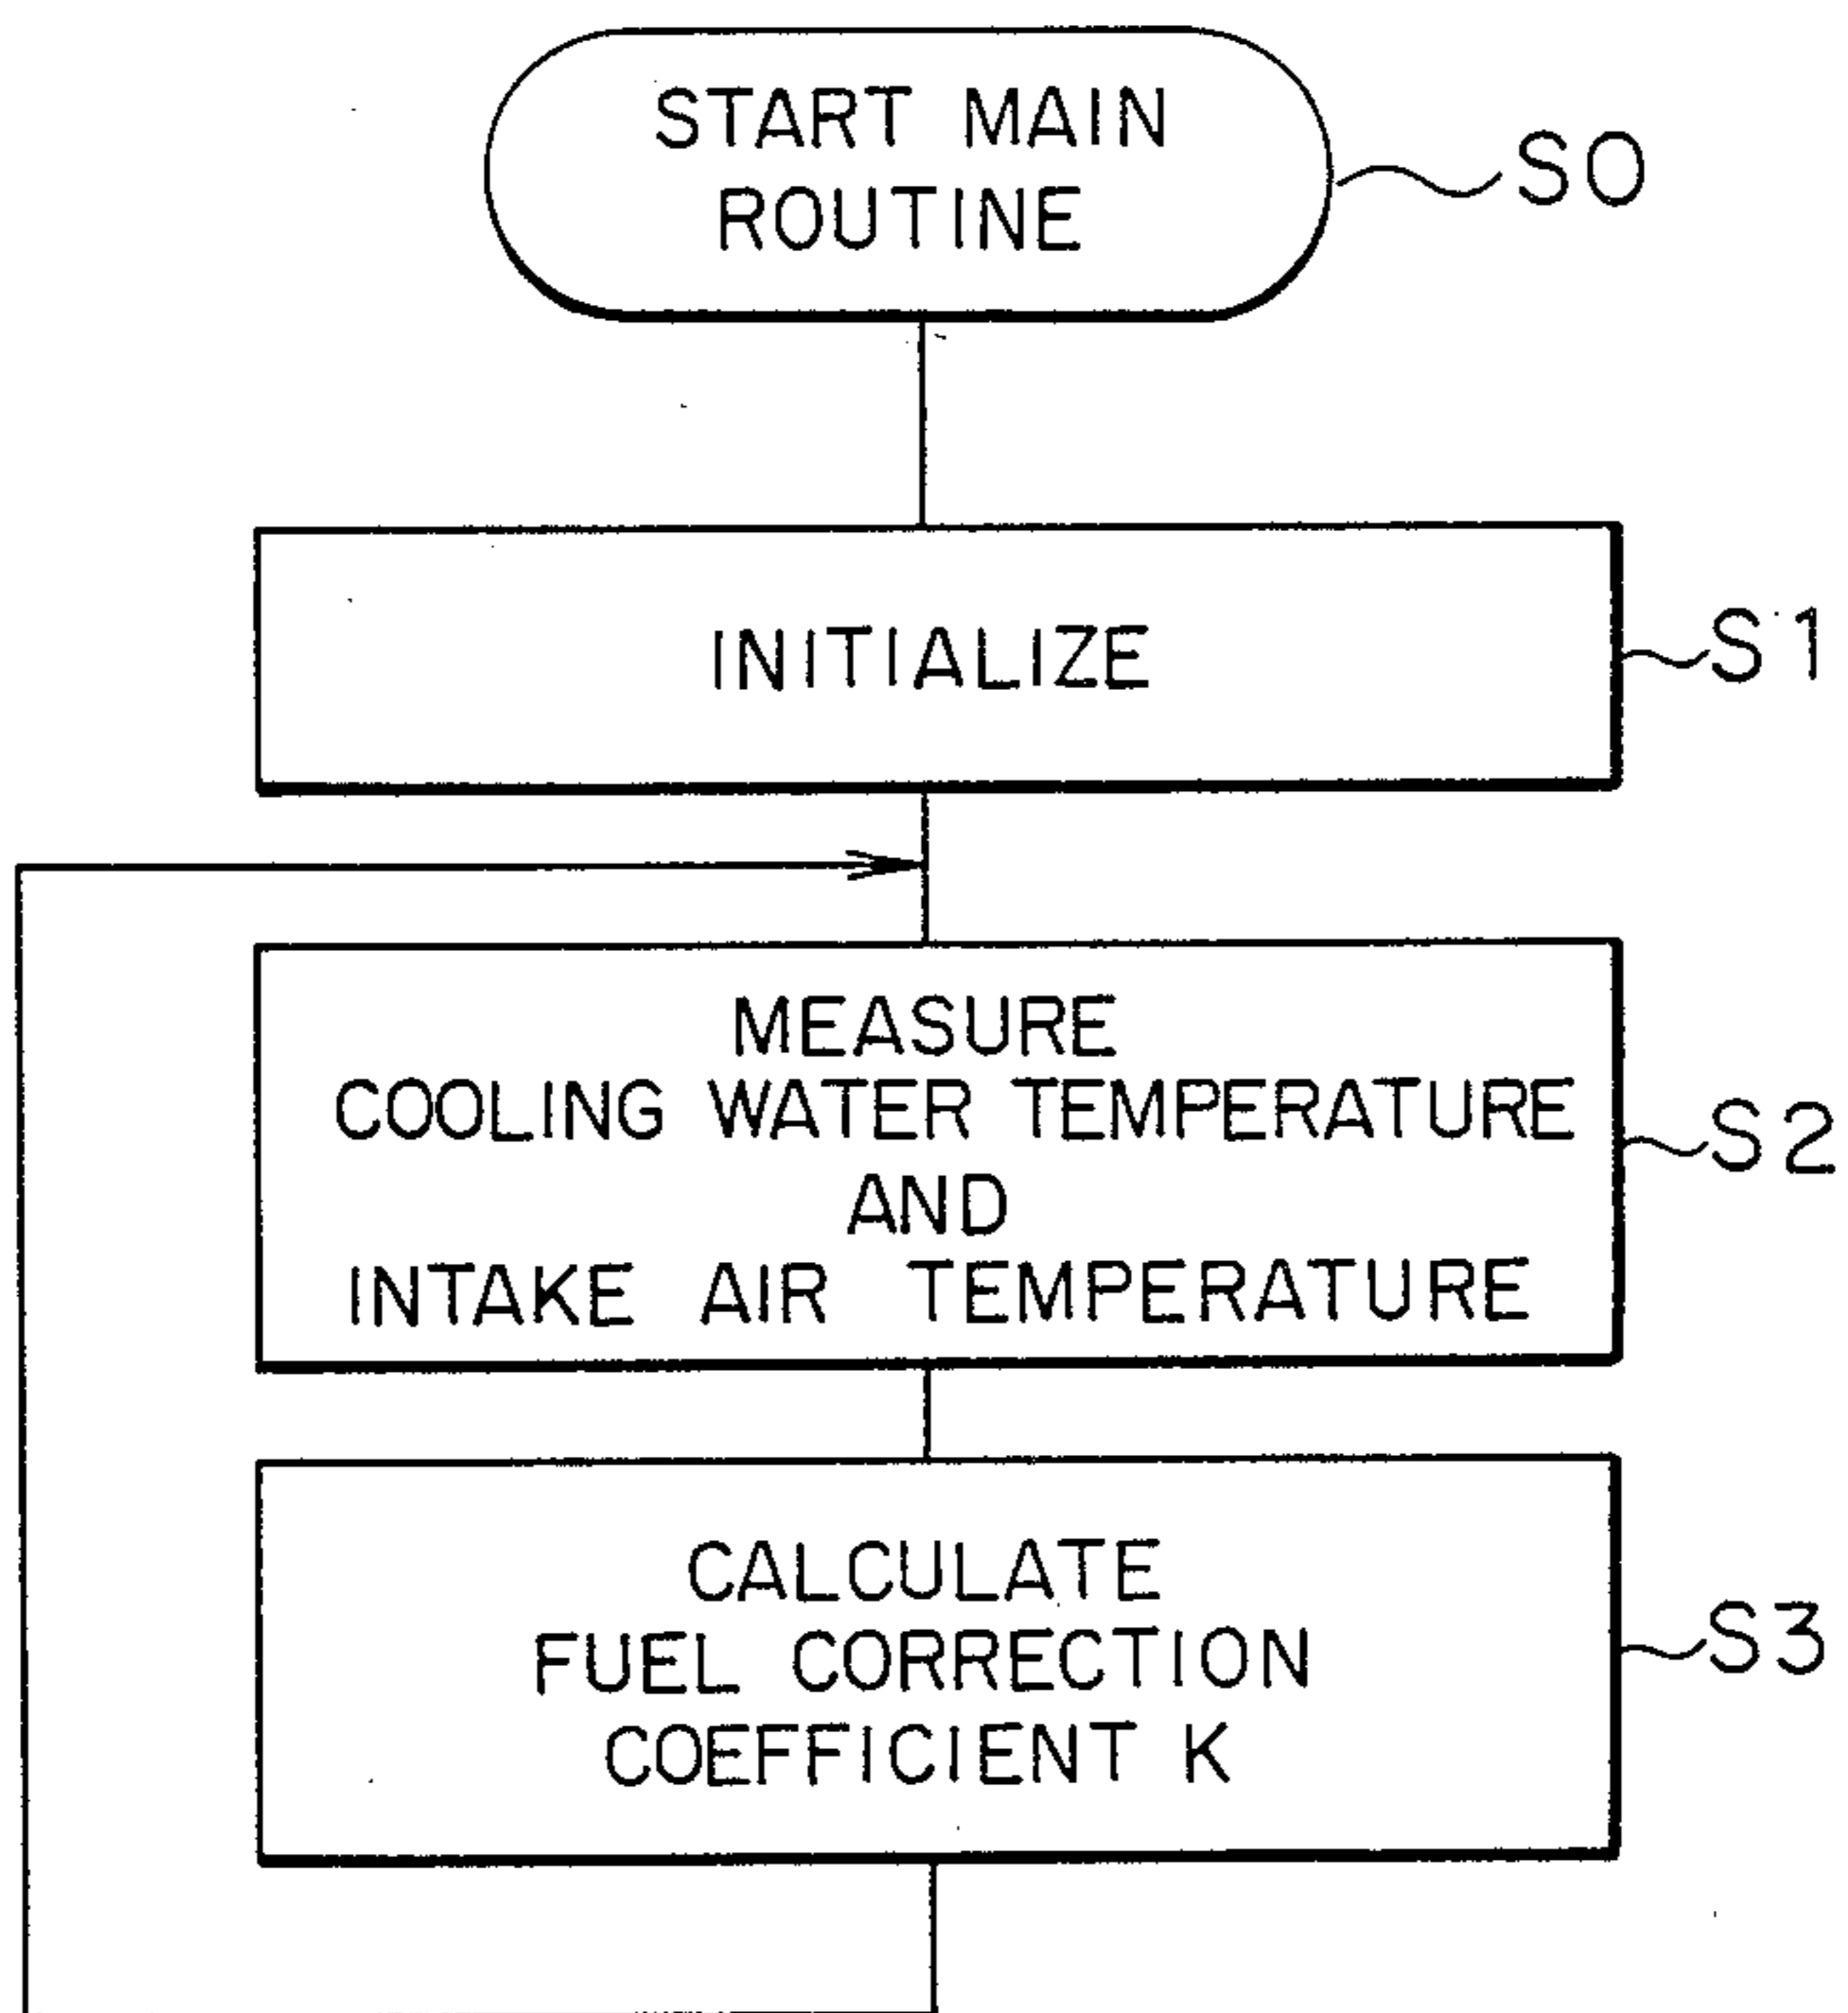 START MAIN
ROUTINE
S0
INITIALIZE
S1
MEASURE
COOLING WATER TEMPERATURE
AND
INTAKE AIR TEMPERATURE
S2
CALCULATE
FUEL CORRECTION
COEFFICIENT K
S3